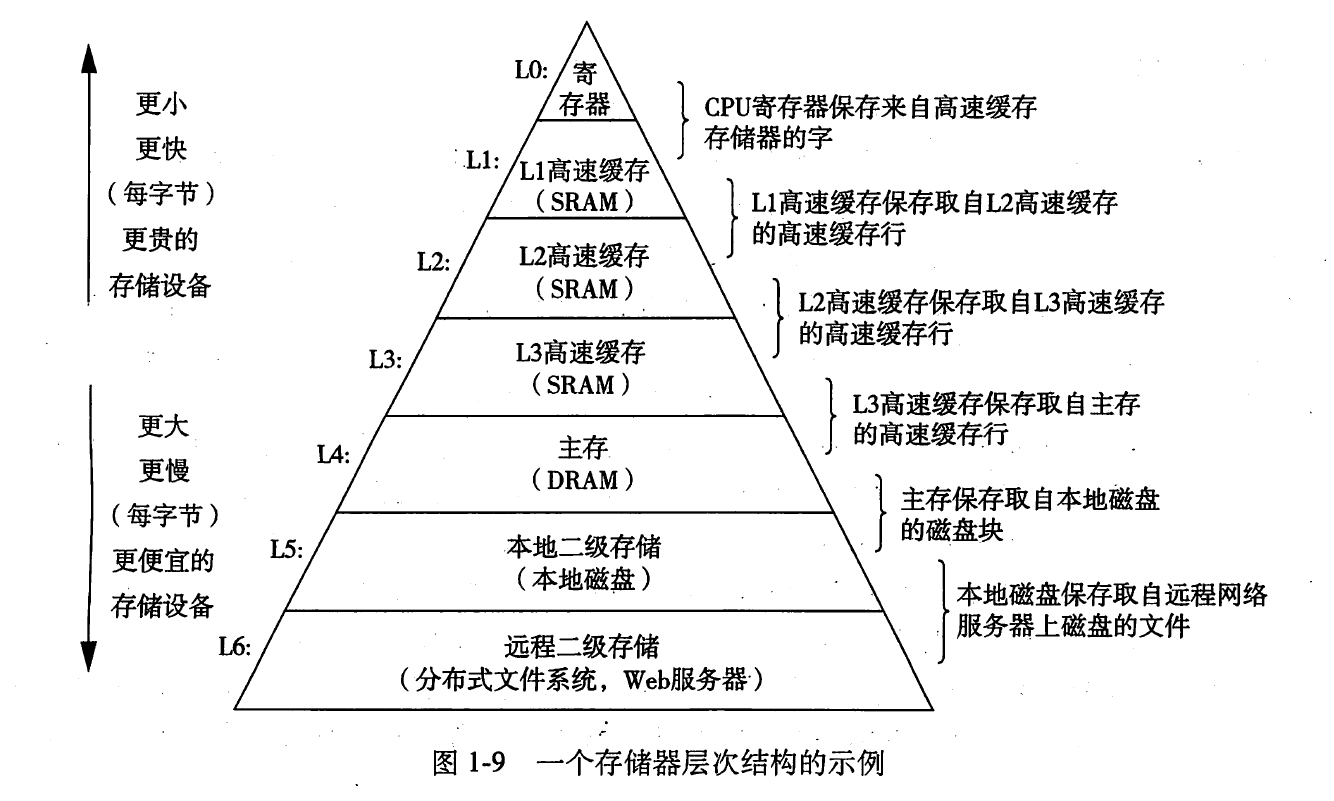 更小
更快
（每字节）
更贵的
存储设备
更大
更慢
（每字节）
更便宜的
存储设备
L0:
寄
存器
CPU寄存器保存来自高速缓存
存储器的字
L1:
L1高速缓存
（SRAM）
L1高速缓存保存取自L2高速缓存
的高速缓存行
L2:
L2高速缓存
（SRAM）
L2高速缓存保存取自L3高速缓存
的高速缓存行
L3:
L3高速缓存
（SRAM）
L3高速缓存保存取自主存
的高速缓存行
L4:
主存
（DRAM）
主存保存取自本地磁盘
的磁盘块
L5:
本地二级存储
（本地磁盘）
本地磁盘保存取自远程网络
服务器上磁盘的文件
L6:
远程二级存储
（分布式文件系统，Web服务器）
图 1-9 一个存储器层次结构的示例